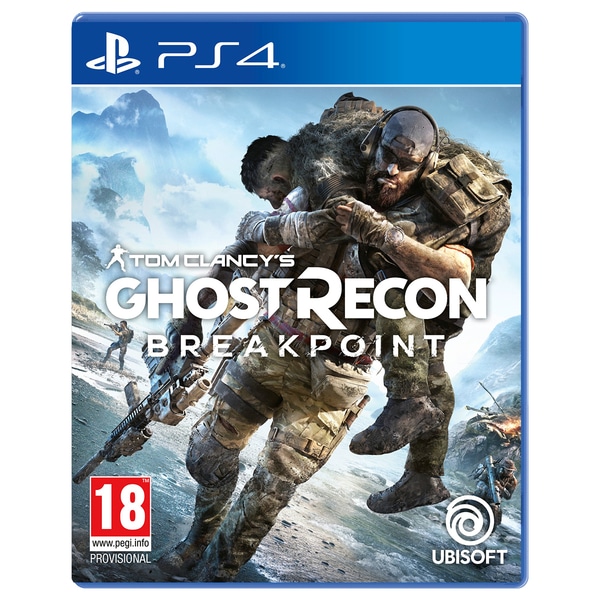 PS4
TOM CLANCY'S
GHOST RECON
BREAKPOINT
18
www.pegi.info
PROVISIONAL
UBISOFT